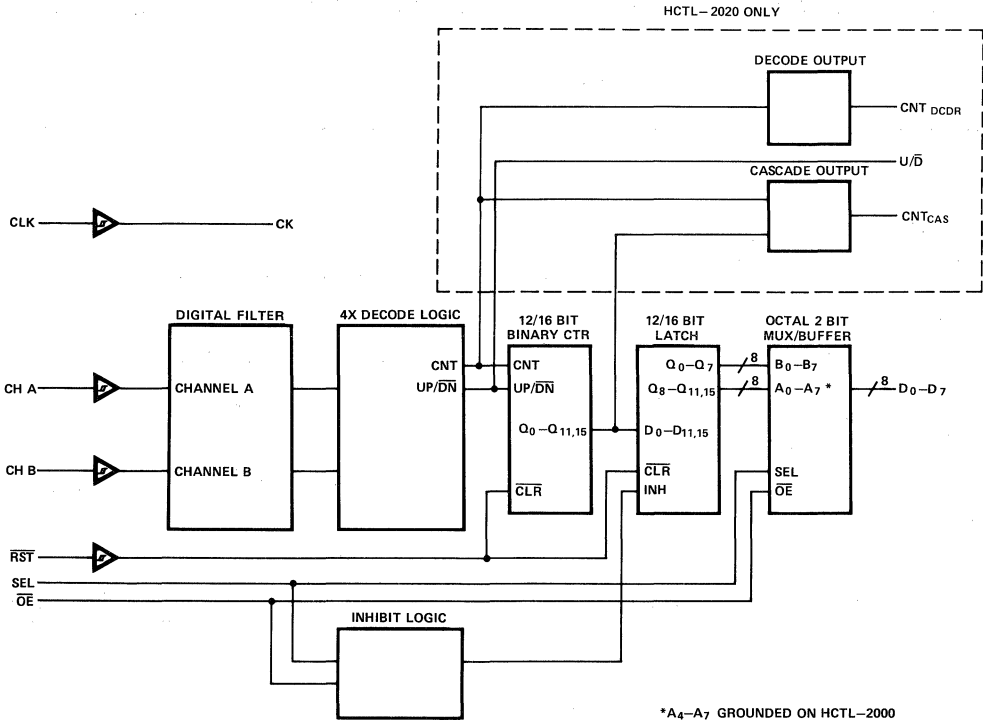 HCTL–2020 ONLY
DECODE OUTPUT
CNT DCDR
U/D̅
CASCADE OUTPUT
CNTCAS
CLK
CK
DIGITAL FILTER
4X DECODE LOGIC
12/16 BIT
BINARY CTR
12/16 BIT
LATCH
OCTAL 2 BIT
MUX/BUFFER
CNT
CNT
Q0–Q7
8
B0–B7
CH A
CHANNEL A
UP/D̅N̅
UP/D̅N̅
Q8–Q11,15
8
A0–A7 *
8
D0–D7
Q0–Q11,15
D0–D11,15
CH B
CHANNEL B
C̅L̅R̅
SEL
C̅L̅R̅
INH
O̅E̅
R̅S̅T̅
SEL
O̅E̅
INHIBIT LOGIC
*A4–A7 GROUNDED ON HCTL–2000